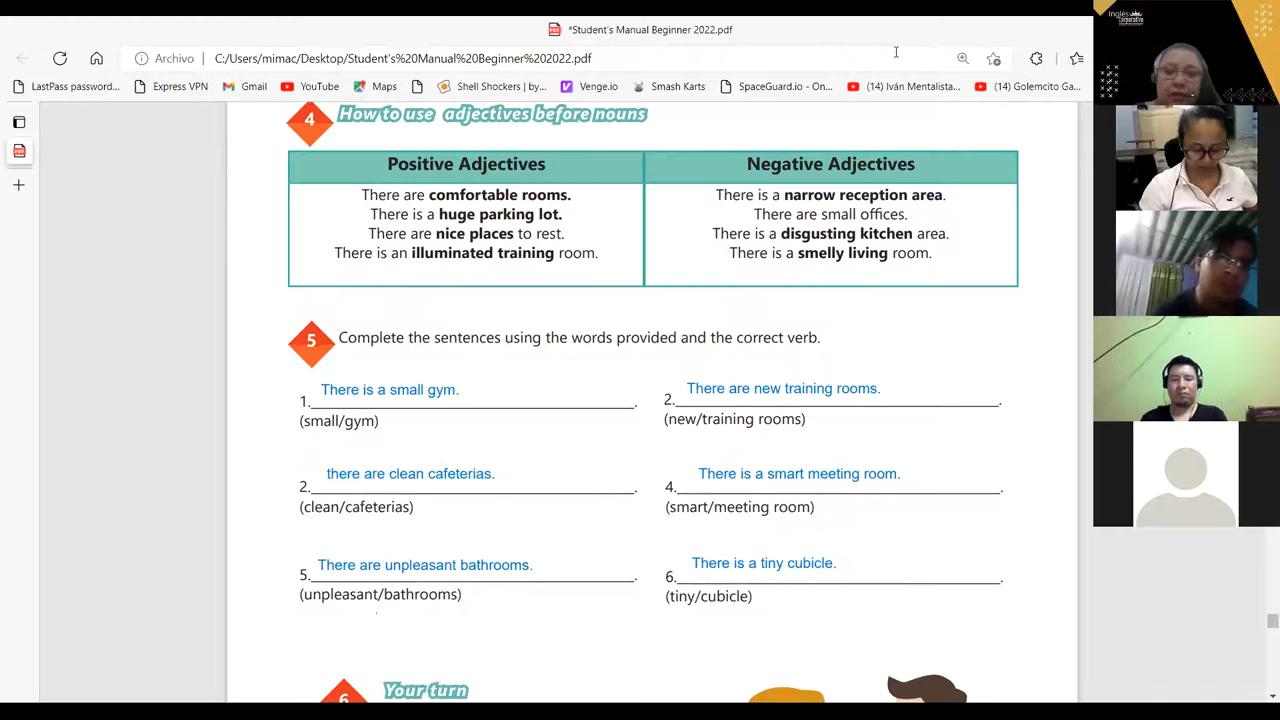 *Student's Manual Beginner 2022.pdf
Archivo C:/Users/mimac/Desktop/Student's%20Manual%20Beginner%202022.pdf
LastPass password... Express VPN Gmail YouTube Maps Shell Shockers | by... Venge.io Smash Karts SpaceGuard.io - On... (14) Iván Mentalista... (14) Golemcito Ga...
Inglés
Corporativo
4 How to use adjectives before nouns
Positive Adjectives Negative Adjectives
There are comfortable rooms. There is a narrow reception area.
There is a huge parking lot. There are small offices.
There are nice places to rest. There is a disgusting kitchen area.
There is an illuminated training room. There is a smelly living room.
5 Complete the sentences using the words provided and the correct verb.
There is a small gym. There are new training rooms.
1. . 2. .
(small/gym) (new/training rooms)
there are clean cafeterias. There is a smart meeting room.
2. . 4. .
(clean/cafeterias) (smart/meeting room)
There are unpleasant bathrooms. There is a tiny cubicle.
5. . 6. .
(unpleasant/bathrooms) (tiny/cubicle)
6 Your turn